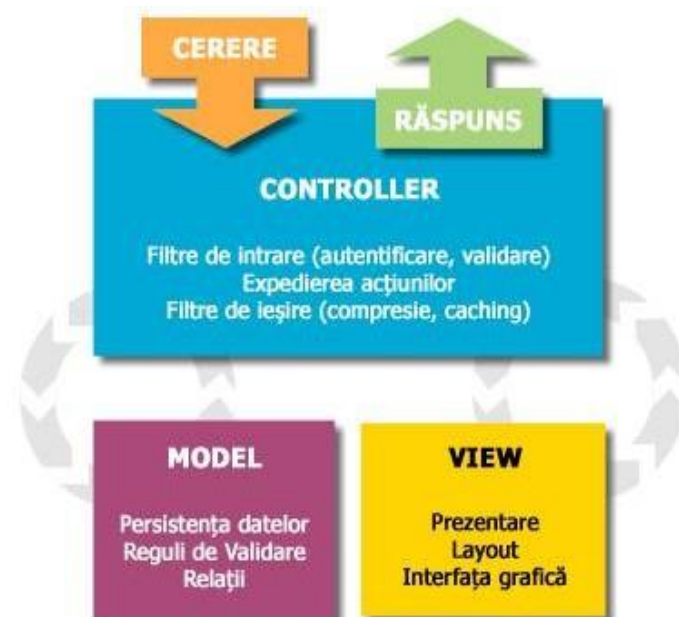 CERERE
RĂSPUNS
CONTROLLER
Filtre de intrare (autentificare, validare)
Expedierea acțiunilor
Filtre de ieșire (compresie, caching)
MODEL
Persistența datelor
Reguli de Validare
Relații
VIEW
Prezentare
Layout
Interfața grafică